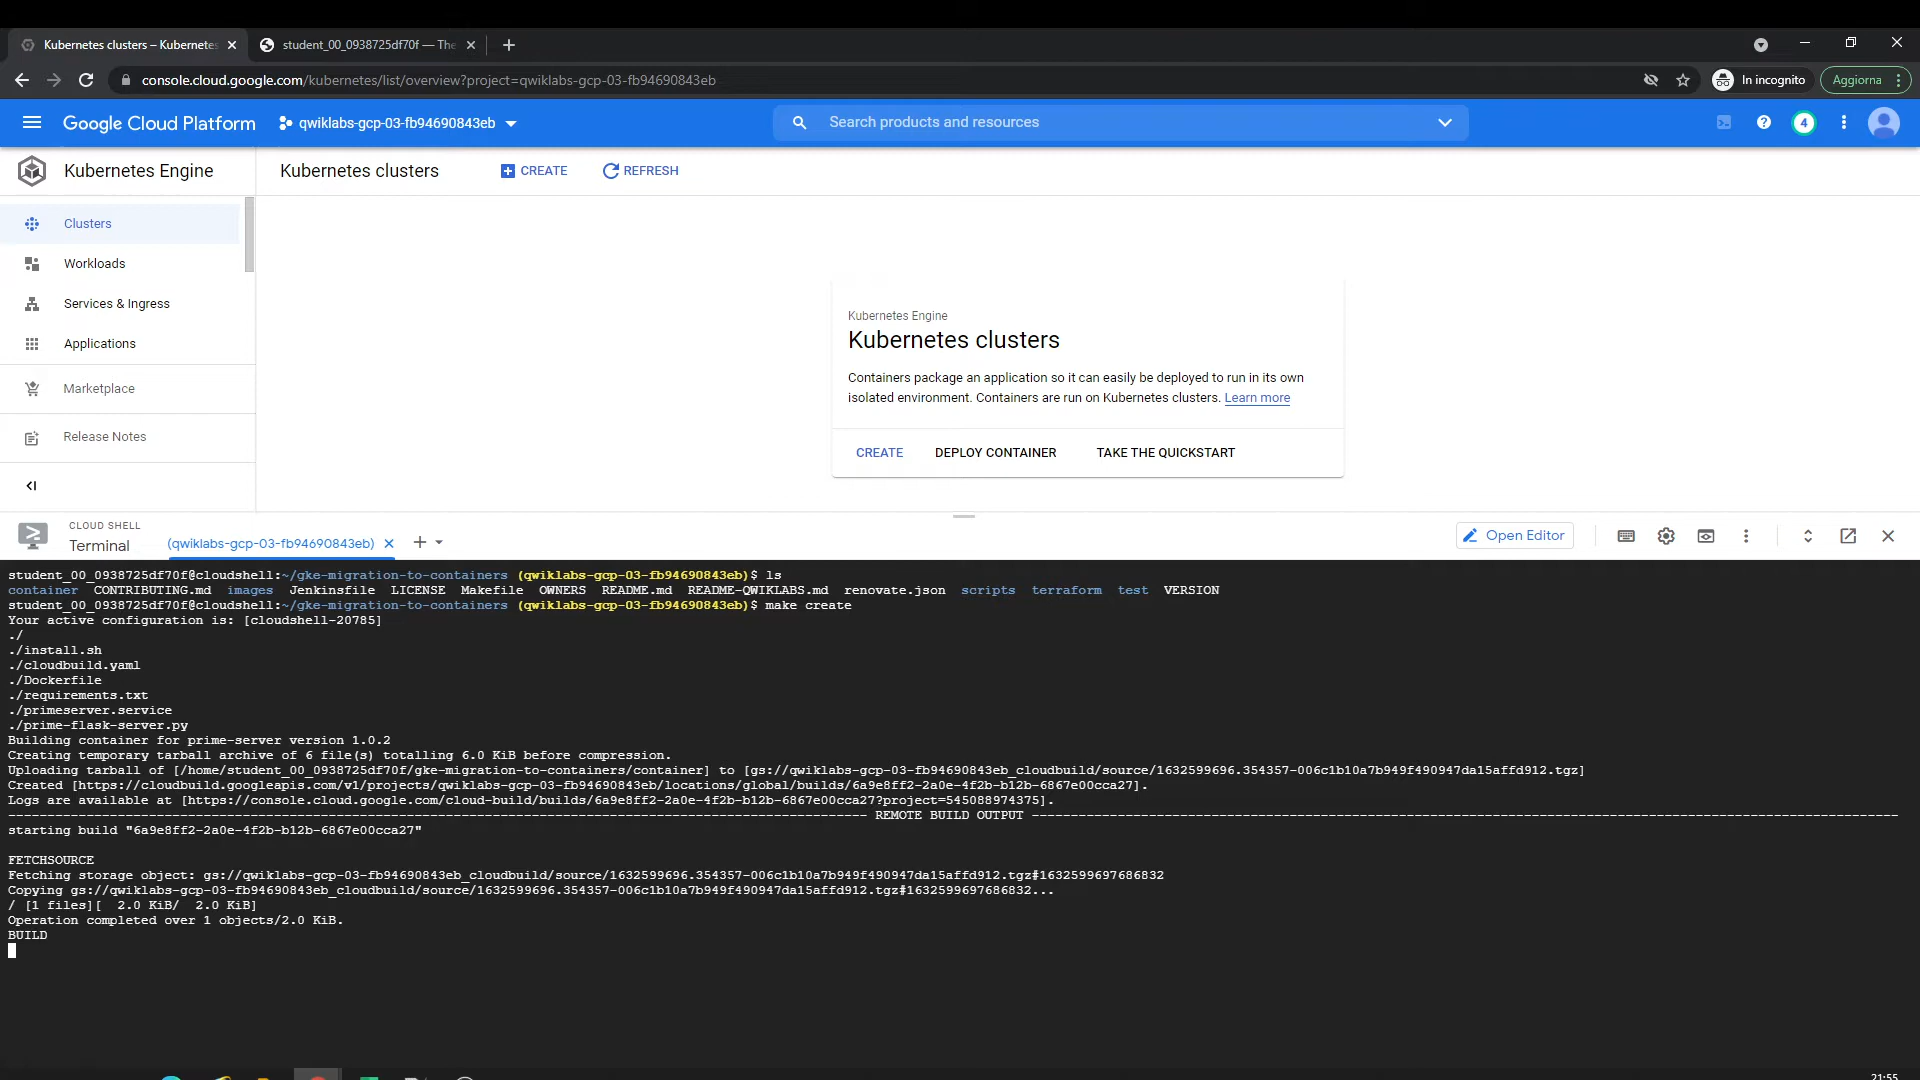 Kubernetes clusters – Kubernetes
student_00_0938725df70f — The
console.cloud.google.com/kubernetes/list/overview?project=qwiklabs-gcp-03-fb94690843eb
In incognito
Aggiorna
Google Cloud Platform
qwiklabs-gcp-03-fb94690843eb
Search products and resources
4
Kubernetes Engine
Kubernetes clusters
CREATE
REFRESH
Clusters
Workloads
Services & Ingress
Applications
Marketplace
Release Notes
Kubernetes Engine
Kubernetes clusters
Containers package an application so it can easily be deployed to run in its own
isolated environment. Containers are run on Kubernetes clusters. Learn more
CREATE DEPLOY CONTAINER TAKE THE QUICKSTART
CLOUD SHELL
Terminal
(qwiklabs-gcp-03-fb94690843eb)
Open Editor
student_00_0938725df70f@cloudshell:~/gke-migration-to-containers (qwiklabs-gcp-03-fb94690843eb)$ ls
container CONTRIBUTING.md images Jenkinsfile LICENSE Makefile OWNERS README.md README-QWIKLABS.md renovate.json scripts terraform test VERSION
student_00_0938725df70f@cloudshell:~/gke-migration-to-containers (qwiklabs-gcp-03-fb94690843eb)$ make create
Your active configuration is: [cloudshell-20785]
./
./install.sh
./cloudbuild.yaml
./Dockerfile
./requirements.txt
./primeserver.service
./prime-flask-server.py
Building container for prime-server version 1.0.2
Creating temporary tarball archive of 6 file(s) totalling 6.0 KiB before compression.
Uploading tarball of [/home/student_00_0938725df70f/gke-migration-to-containers/container] to [gs://qwiklabs-gcp-03-fb94690843eb_cloudbuild/source/1632599696.354357-006c1b10a7b949f490947da15affd912.tgz]
Created [https://cloudbuild.googleapis.com/v1/projects/qwiklabs-gcp-03-fb94690843eb/locations/global/builds/6a9e8ff2-2a0e-4f2b-b12b-6867e00cca27].
Logs are available at [https://console.cloud.google.com/cloud-build/builds/6a9e8ff2-2a0e-4f2b-b12b-6867e00cca27?project=545088974375].
REMOTE BUILD OUTPUT
starting build "6a9e8ff2-2a0e-4f2b-b12b-6867e00cca27"
FETCHSOURCE
Fetching storage object: gs://qwiklabs-gcp-03-fb94690843eb_cloudbuild/source/1632599696.354357-006c1b10a7b949f490947da15affd912.tgz#1632599697686832
Copying gs://qwiklabs-gcp-03-fb94690843eb_cloudbuild/source/1632599696.354357-006c1b10a7b949f490947da15affd912.tgz#1632599697686832...
/ [1 files][ 2.0 KiB/ 2.0 KiB]
Operation completed over 1 objects/2.0 KiB.
BUILD
21:55